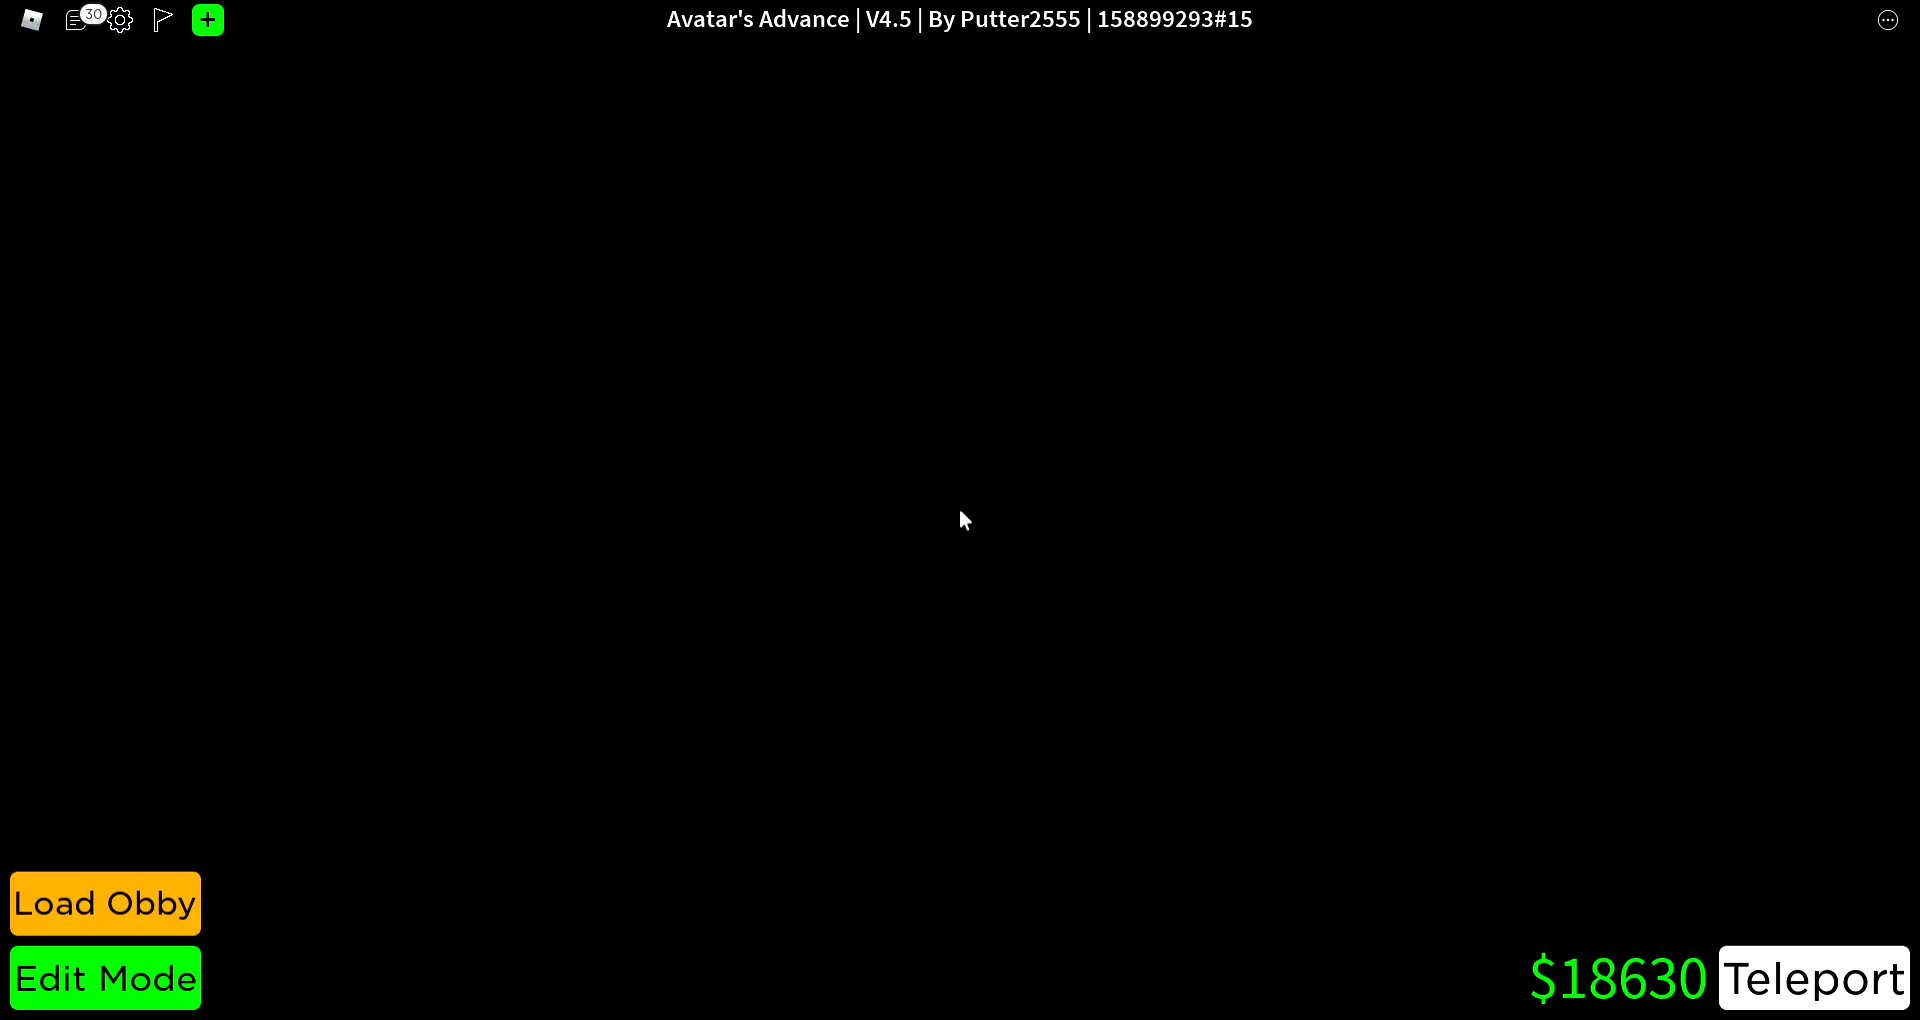 30
+
Avatar's Advance | V4.5 | By Putter2555 | 158899293#15
Load Obby
Edit Mode
$18630
Teleport